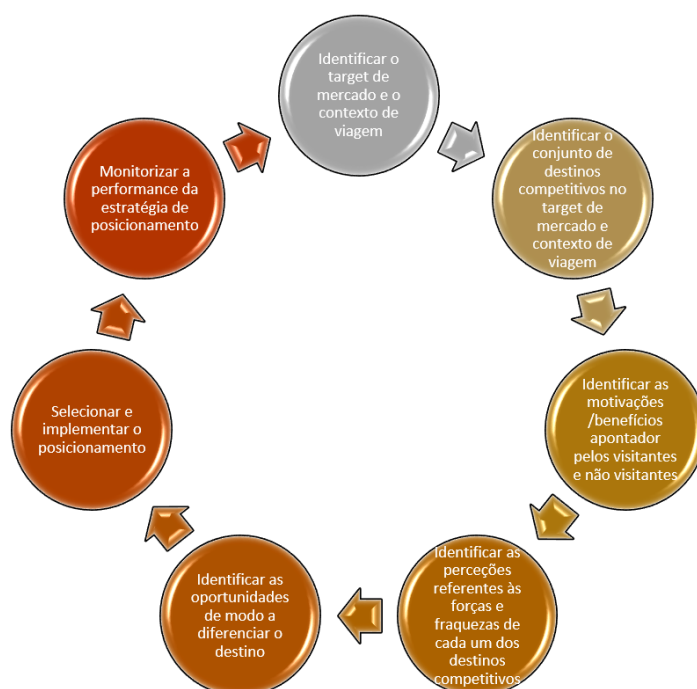 Identificar o
target de
mercado e o
contexto de
viagem
Identificar o
conjunto de
destinos
competitivos no
target de
mercado e
contexto de
viagem
Identificar as
motivações
/benefícios
apontador
pelos visitantes
e não visitantes
Identificar as
perceções
referentes às
forças e
fraquezas de
cada um dos
destinos
competitivos
Identificar as
oportunidades
de modo a
diferenciar o
destino
Selecionar e
implementar o
posicionamento
Monitorizar a
performance da
estratégia de
posicionamento